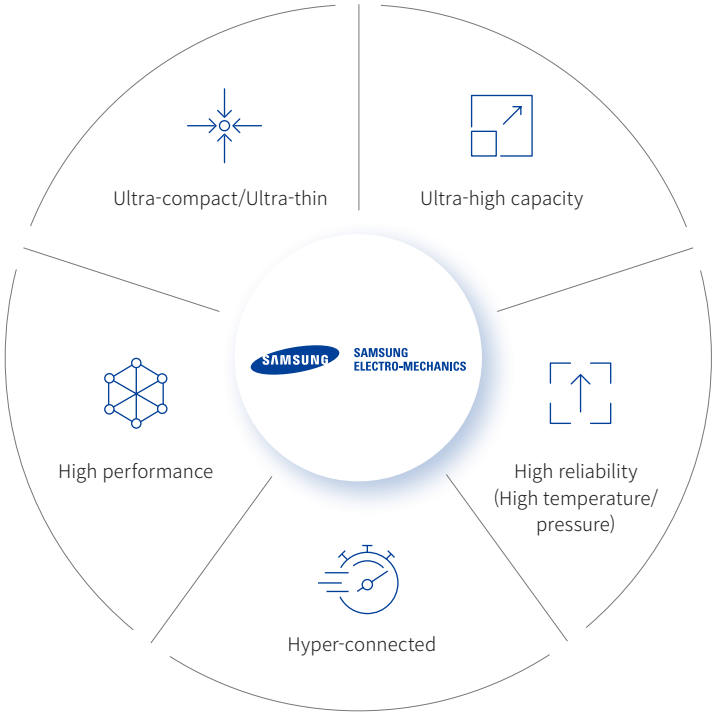 Ultra-compact/Ultra-thin
Ultra-high capacity
SAMSUNG
SAMSUNG
ELECTRO-MECHANICS
High performance
High reliability
(High temperature/
pressure)
Hyper-connected